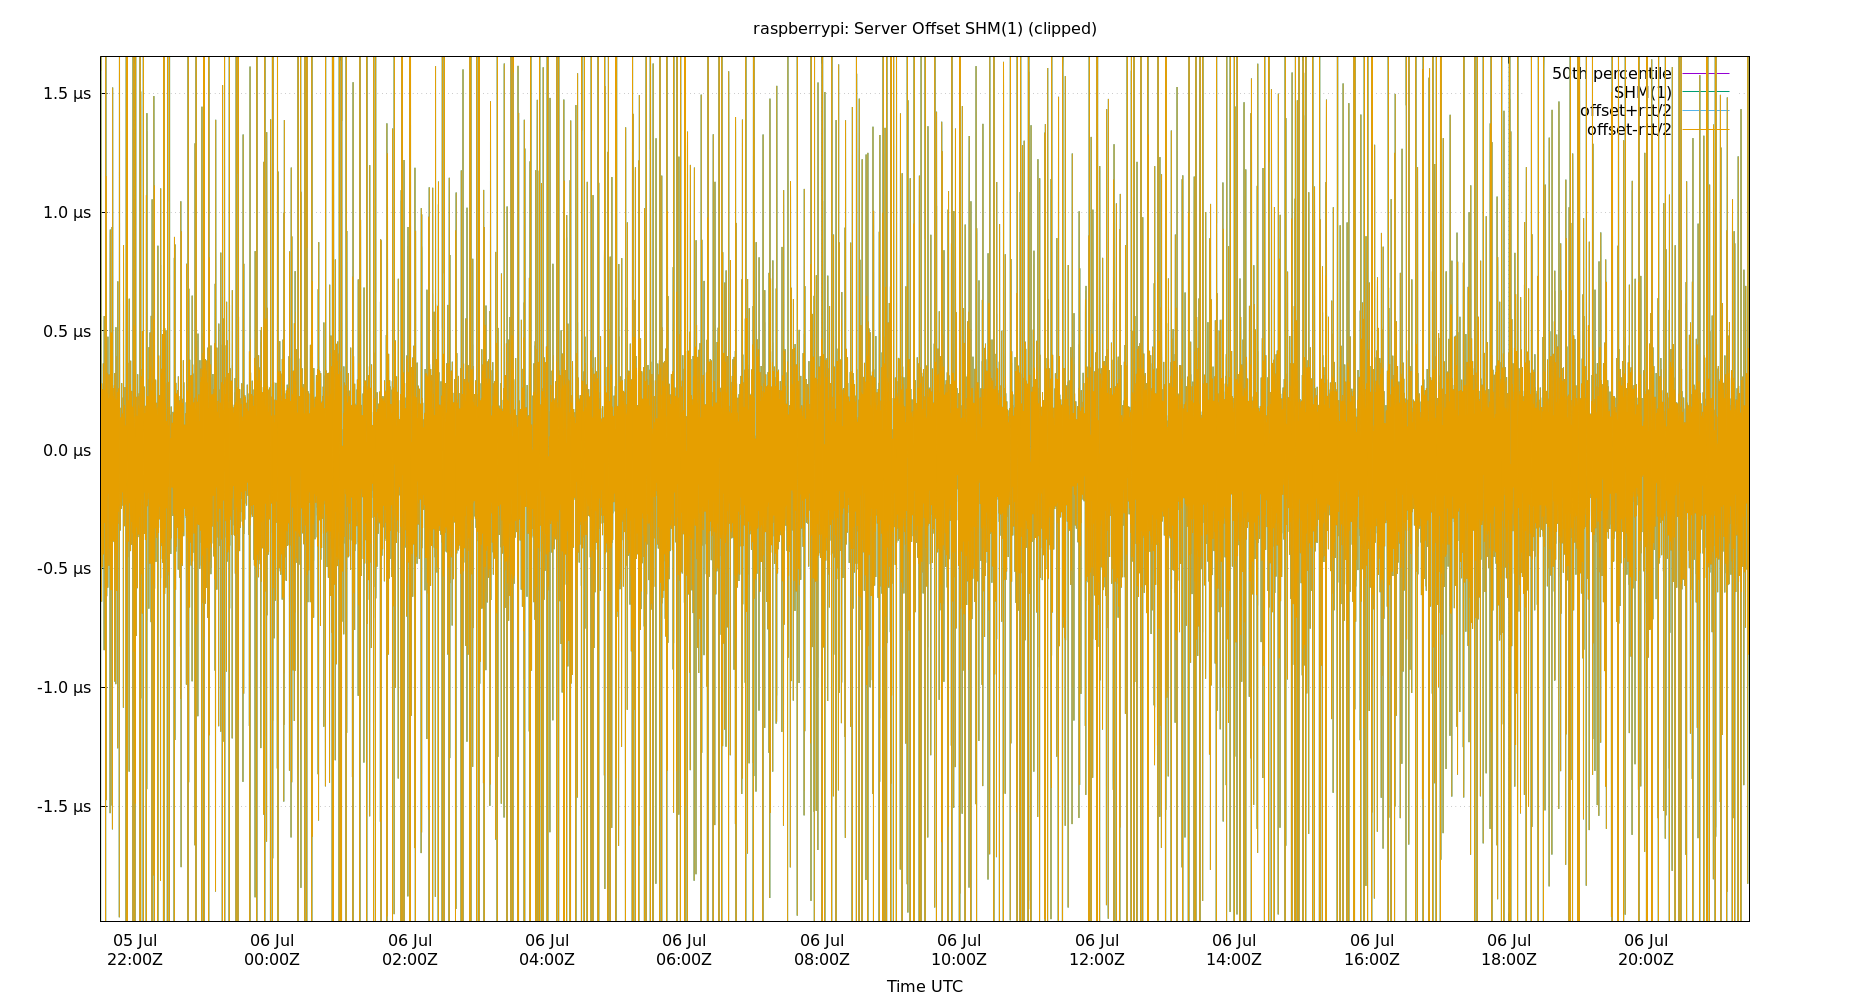 raspberrypi: Server Offset SHM(1) (clipped)
50th percentile
SHM(1)
offset+rtt/2
offset-rtt/2
1.5 µs
1.0 µs
0.5 µs
0.0 µs
-0.5 µs
-1.0 µs
-1.5 µs
05 Jul 06 Jul 06 Jul 06 Jul 06 Jul 06 Jul 06 Jul 06 Jul 06 Jul 06 Jul 06 Jul 06 Jul
22:00Z 00:00Z 02:00Z 04:00Z 06:00Z 08:00Z 10:00Z 12:00Z 14:00Z 16:00Z 18:00Z 20:00Z
Time UTC